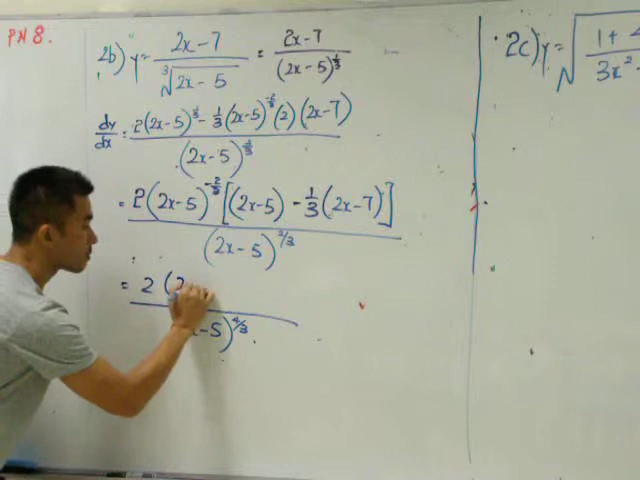 PN 8.
2b) y = (2x-7)/∛(2x-5) = (2x-7)/(2x-5)^(1/3)
dy/dx = [2(2x-5)^(1/3) - 1/3(2x-5)^(-2/3)(2)(2x-7)]/(2x-5)^(2/3)
= 2(2x-5)^(-2/3)[(2x-5) - 1/3(2x-7)]/(2x-5)^(2/3)
= 2(2
x-5)^(4/3)
2c) y = √
1+
3x²